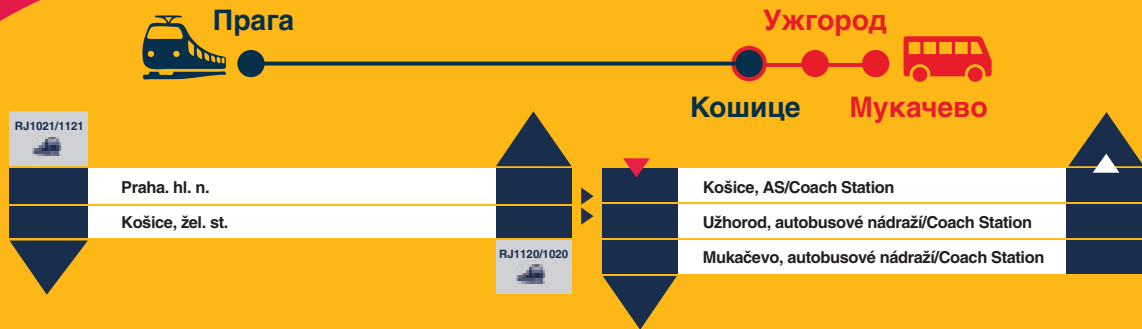 Прага
Ужгород
Кошице
Мукачево
RJ1021/1121
Praha. hl. n.
Košice, žel. st.
RJ1120/1020
Košice, AS/Coach Station
Užhorod, autobusové nádraží/Coach Station
Mukačevo, autobusové nádraží/Coach Station